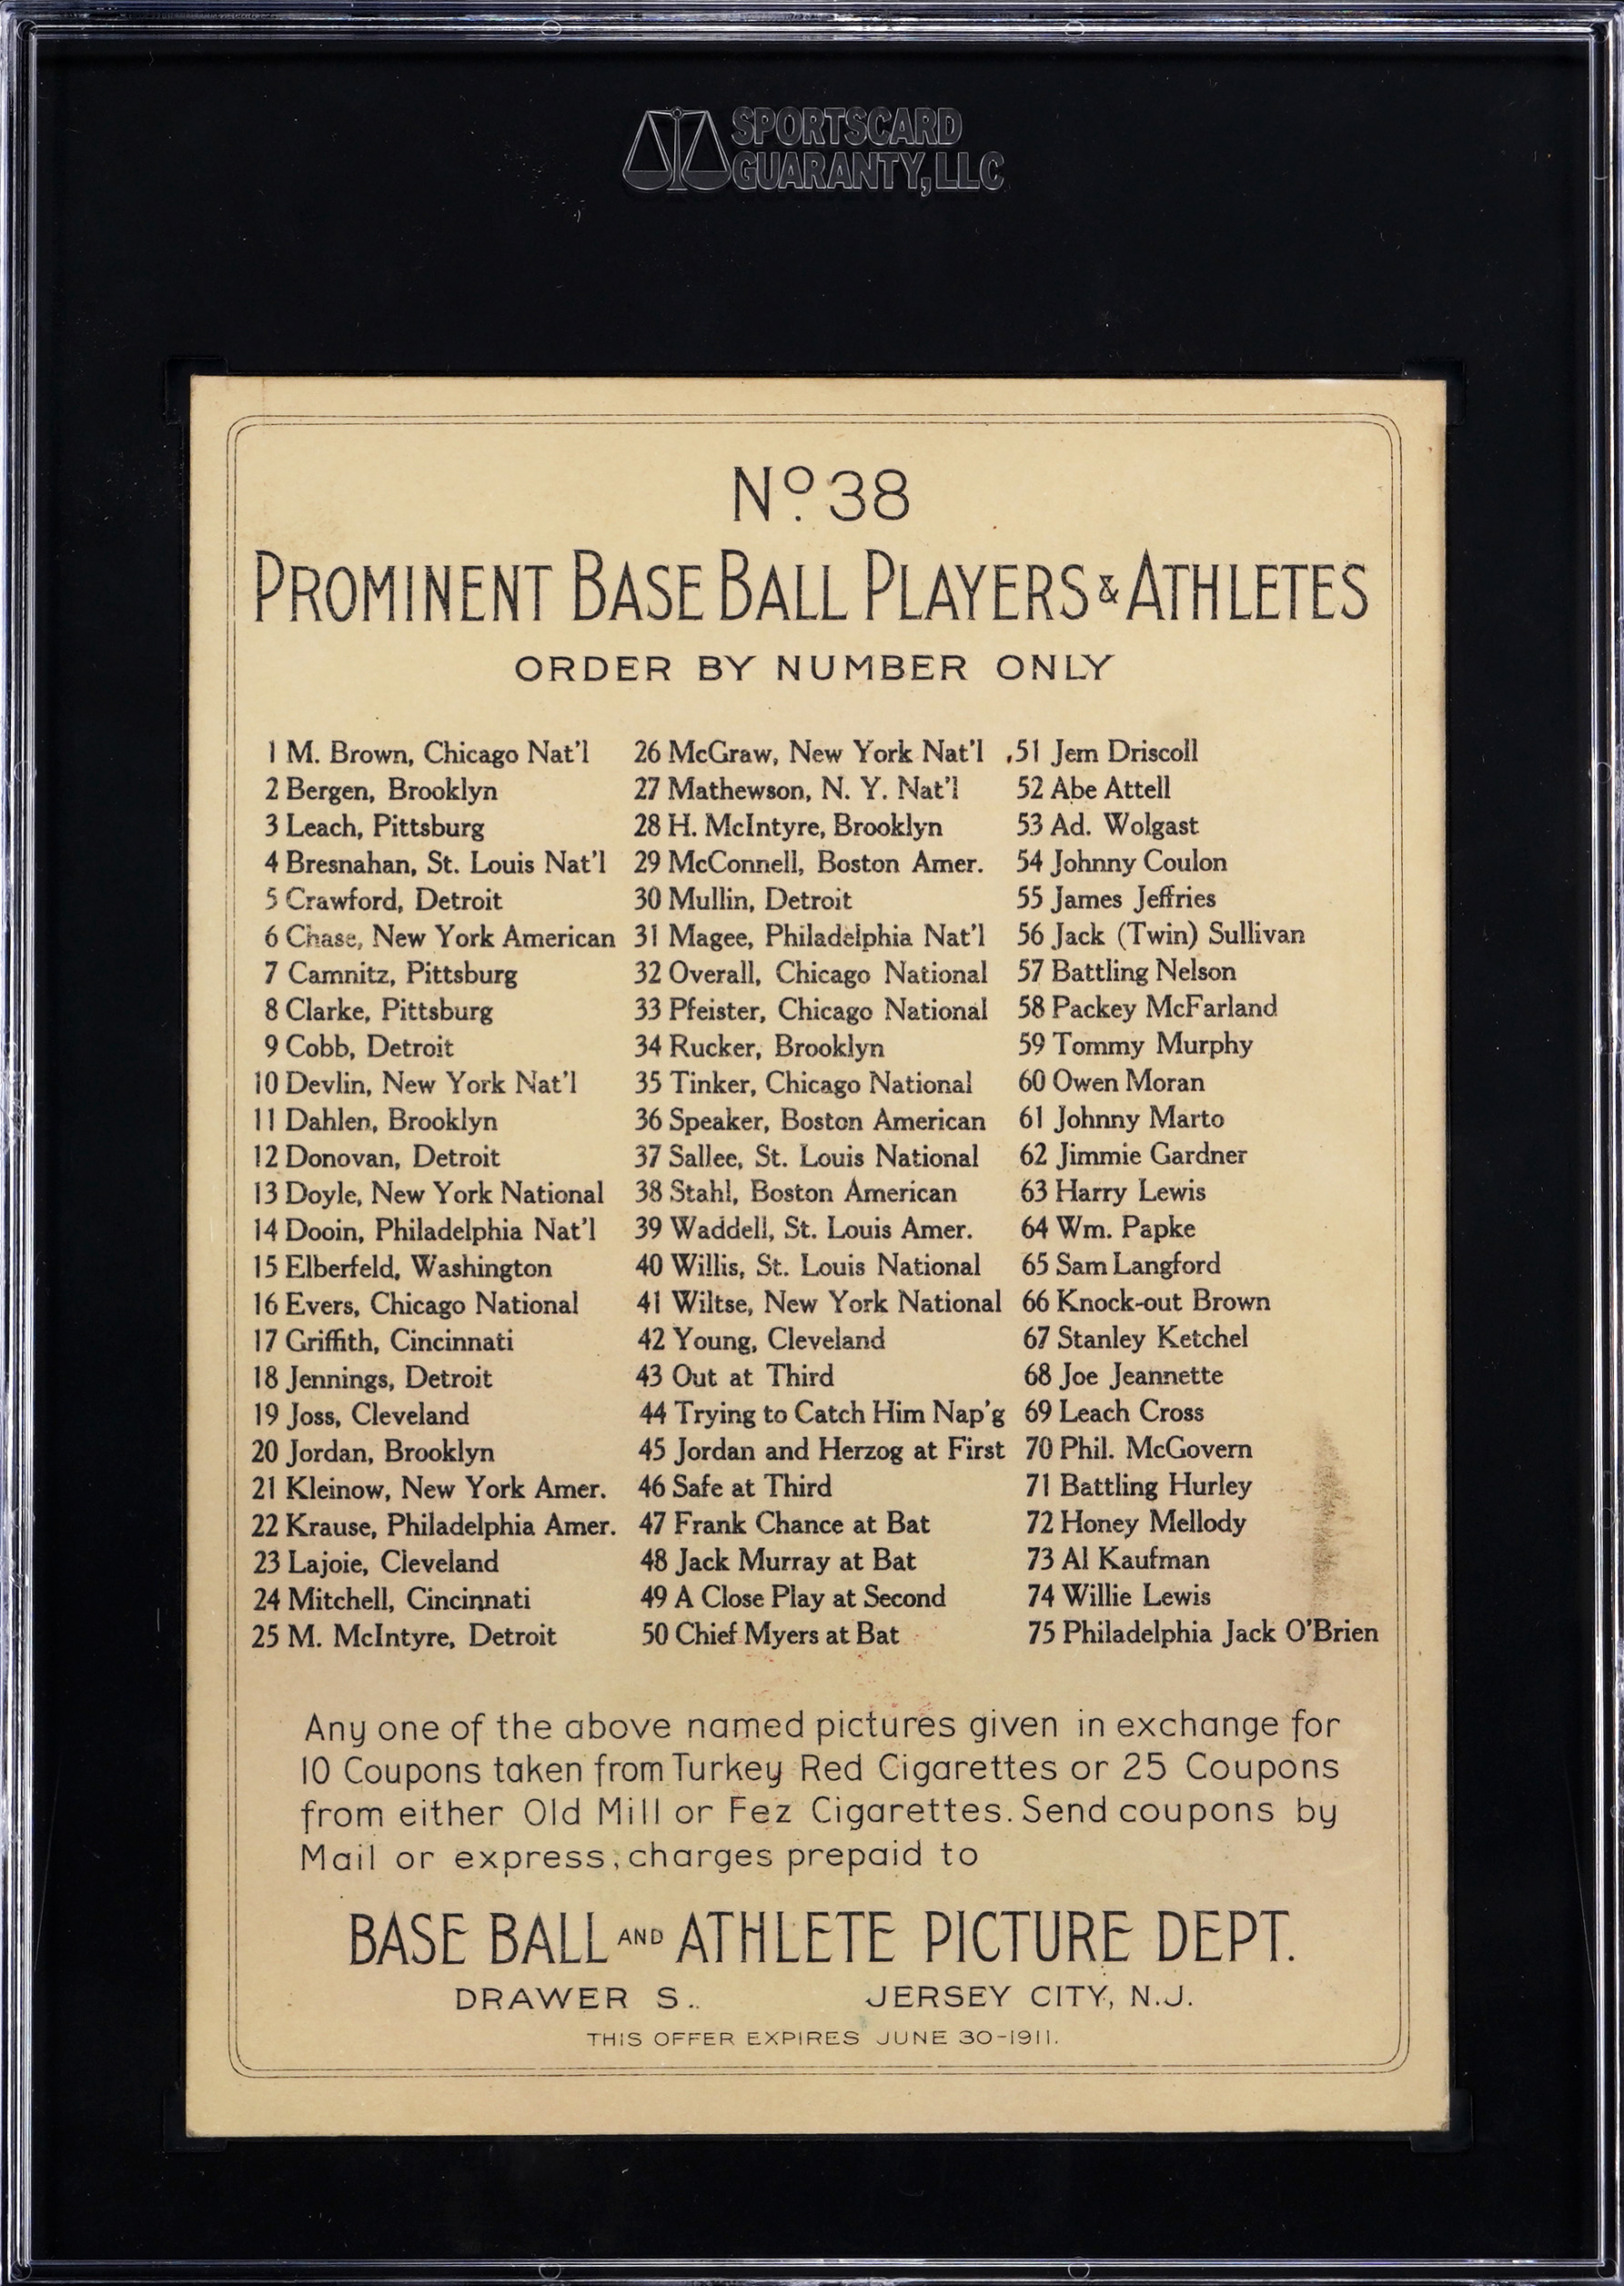 SPORTSCARD
GUARANTY, LLC
Nº. 38
PROMINENT BASE BALL PLAYERS & ATHLETES
ORDER BY NUMBER ONLY
1 M. Brown, Chicago Nat'l
2 Bergen, Brooklyn
3 Leach, Pittsburg
4 Bresnahan, St. Louis Nat'l
5 Crawford, Detroit
6 Chase, New York American
7 Camnitz, Pittsburg
8 Clarke, Pittsburg
9 Cobb, Detroit
10 Devlin, New York Nat'l
11 Dahlen, Brooklyn
12 Donovan, Detroit
13 Doyle, New York National
14 Dooin, Philadelphia Nat'l
15 Elberfeld, Washington
16 Evers, Chicago National
17 Griffith, Cincinnati
18 Jennings, Detroit
19 Joss, Cleveland
20 Jordan, Brooklyn
21 Kleinow, New York Amer.
22 Krause, Philadelphia Amer.
23 Lajoie, Cleveland
24 Mitchell, Cincinnati
25 M. McIntyre, Detroit
26 McGraw, New York Nat'l
27 Mathewson, N. Y. Nat'l
28 H. McIntyre, Brooklyn
29 McConnell, Boston Amer.
30 Mullin, Detroit
31 Magee, Philadelphia Nat'l
32 Overall, Chicago National
33 Pfeister, Chicago National
34 Rucker, Brooklyn
35 Tinker, Chicago National
36 Speaker, Boston American
37 Sallee, St. Louis National
38 Stahl, Boston American
39 Waddell, St. Louis Amer.
40 Willis, St. Louis National
41 Wiltse, New York National
42 Young, Cleveland
43 Out at Third
44 Trying to Catch Him Nap'g
45 Jordan and Herzog at First
46 Safe at Third
47 Frank Chance at Bat
48 Jack Murray at Bat
49 A Close Play at Second
50 Chief Myers at Bat
51 Jem Driscoll
52 Abe Attell
53 Ad. Wolgast
54 Johnny Coulon
55 James Jeffries
56 Jack (Twin) Sullivan
57 Battling Nelson
58 Packey McFarland
59 Tommy Murphy
60 Owen Moran
61 Johnny Marto
62 Jimmie Gardner
63 Harry Lewis
64 Wm. Papke
65 Sam Langford
66 Knock-out Brown
67 Stanley Ketchel
68 Joe Jeannette
69 Leach Cross
70 Phil. McGovern
71 Battling Hurley
72 Honey Mellody
73 Al Kaufman
74 Willie Lewis
75 Philadelphia Jack O'Brien
Any one of the above named pictures given in exchange for
10 Coupons taken from Turkey Red Cigarettes or 25 Coupons
from either Old Mill or Fez Cigarettes. Send coupons by
Mail or express, charges prepaid to
BASE BALL AND ATHLETE PICTURE DEPT.
DRAWER S. JERSEY CITY, N.J.
THIS OFFER EXPIRES JUNE 30-1911.